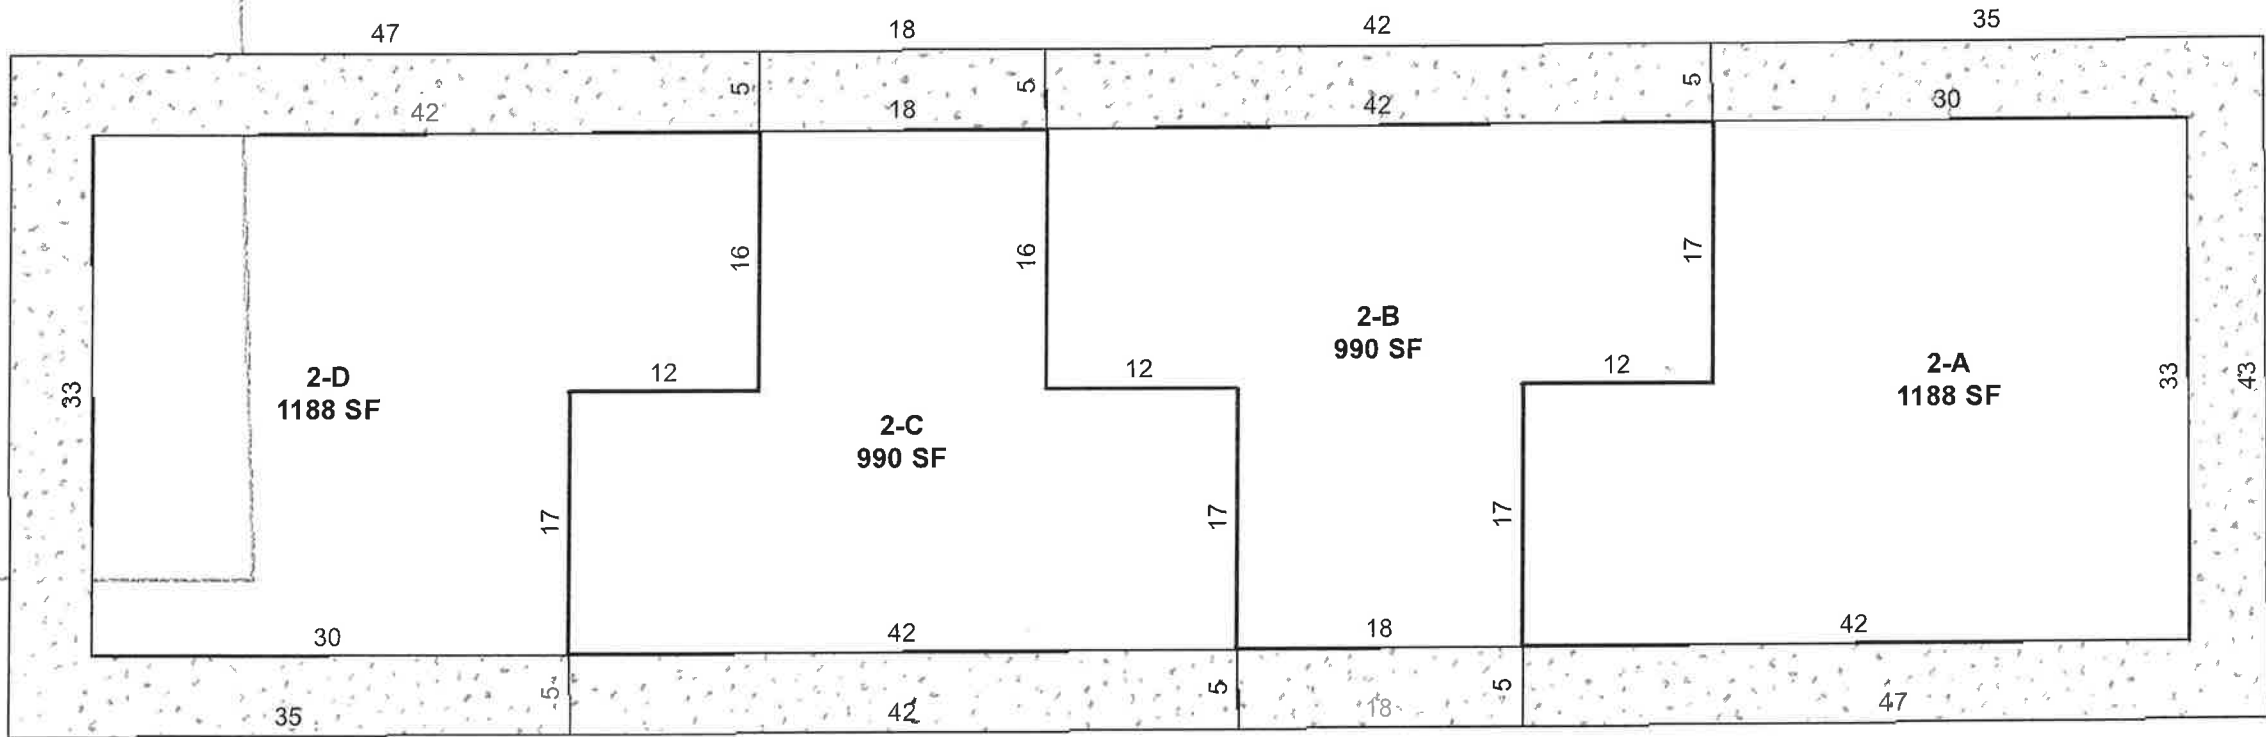 47 18 42 35
5 5 5
42 18 42 30
16 16 17
2-B
990 SF
2-D
1188 SF
2-A
1188 SF
12 12 12
33 33 43
2-C
990 SF
17 17 17
30 42 18 42
5 5 5
35 42 18 47